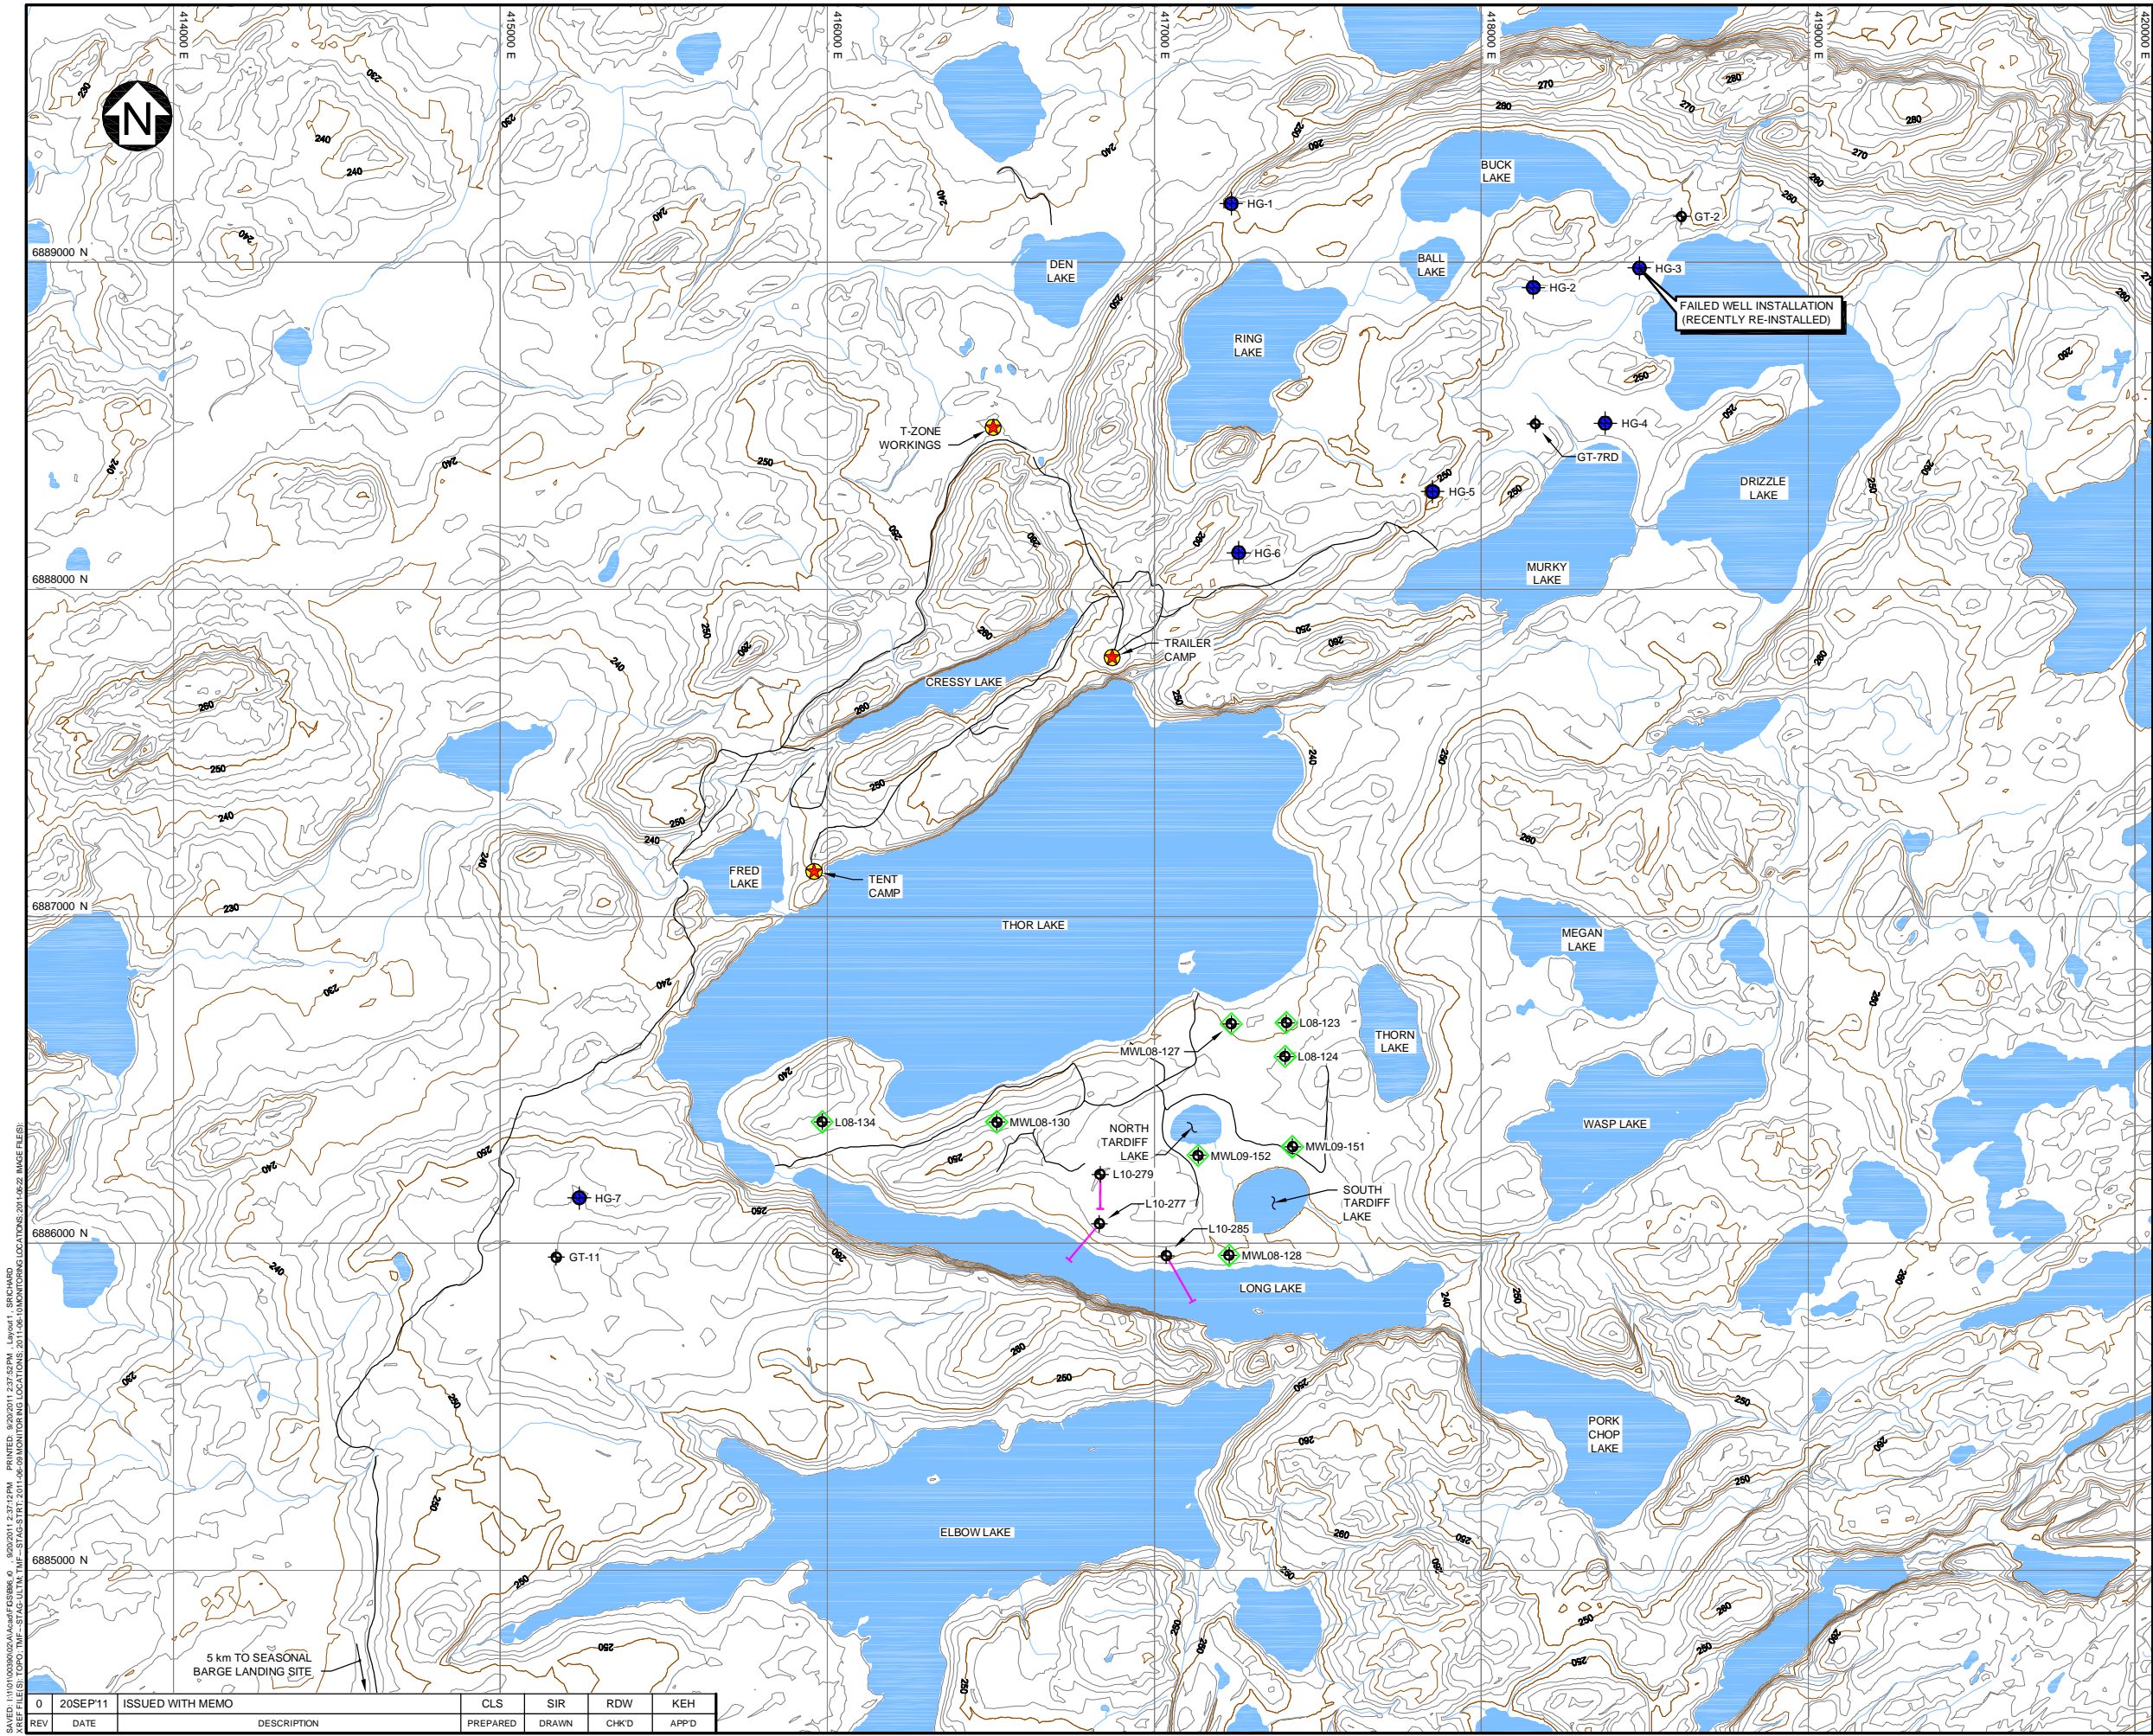 414000 E
415000 E
416000 E
417000 E
418000 E
419000 E
420000 E
N
6889000 N
6888000 N
6887000 N
6886000 N
6885000 N
BUCK
LAKE
HG-1
GT-2
DEN
LAKE
BALL
LAKE
HG-2
HG-3
FAILED WELL INSTALLATION
(RECENTLY RE-INSTALLED)
RING
LAKE
T-ZONE
WORKINGS
HG-4
GT-7RD
HG-5
DRIZZLE
LAKE
HG-6
MURKY
LAKE
TRAILER
CAMP
CRESSY LAKE
FRED
LAKE
TENT
CAMP
THOR LAKE
MEGAN
LAKE
L08-123
MWL08-127
L08-124
THORN
LAKE
L08-134
MWL08-130
NORTH
TARDIFF
LAKE
MWL09-151
MWL09-152
WASP LAKE
L10-279
HG-7
L10-277
SOUTH
TARDIFF
LAKE
L10-285
GT-11
MWL08-128
LONG LAKE
PORK
CHOP
LAKE
ELBOW LAKE
5 km TO SEASONAL
BARGE LANDING SITE
0 20SEP'11 ISSUED WITH MEMO CLS SIR RDW KEH
REV DATE DESCRIPTION PREPARED DRAWN CHK'D APP'D